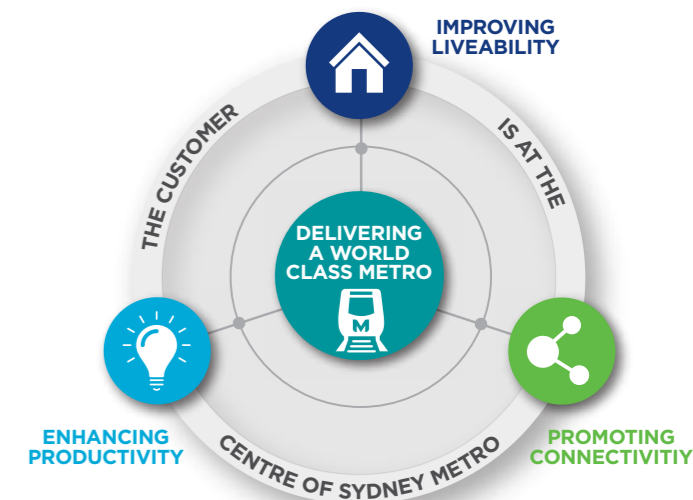 IMPROVING
LIVEABILITY
THE CUSTOMER
IS AT THE
CENTRE OF SYDNEY METRO
DELIVERING
A WORLD
CLASS METRO
M
ENHANCING
PRODUCTIVITY
PROMOTING
CONNECTIVITIY